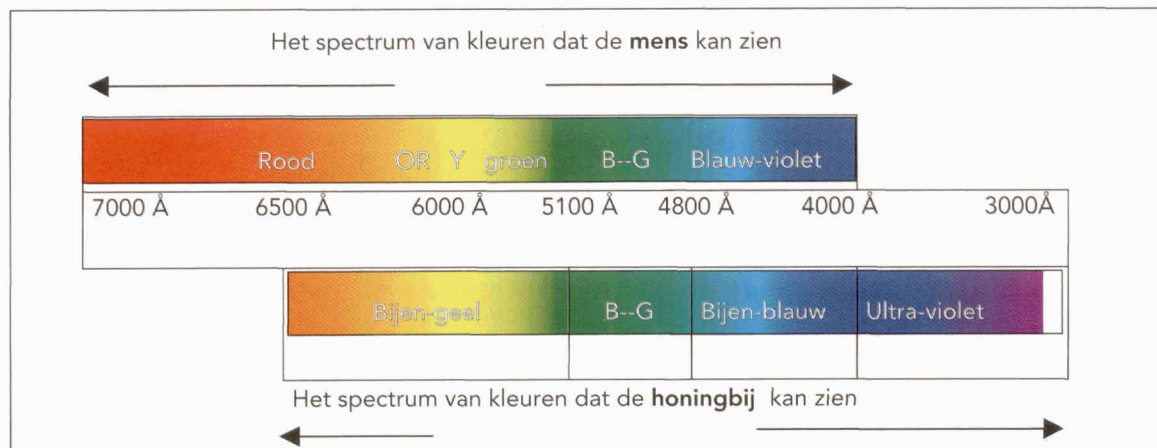 Het spectrum van kleuren dat de mens kan zien
Rood OR Y groen B--G Blauw-violet
7000 Å 6500 Å 6000 Å 5100 Å 4800 Å 4000 Å 3000Å
Bijen-geel B--G Bijen-blauw Ultra-violet
Het spectrum van kleuren dat de honingbij kan zien